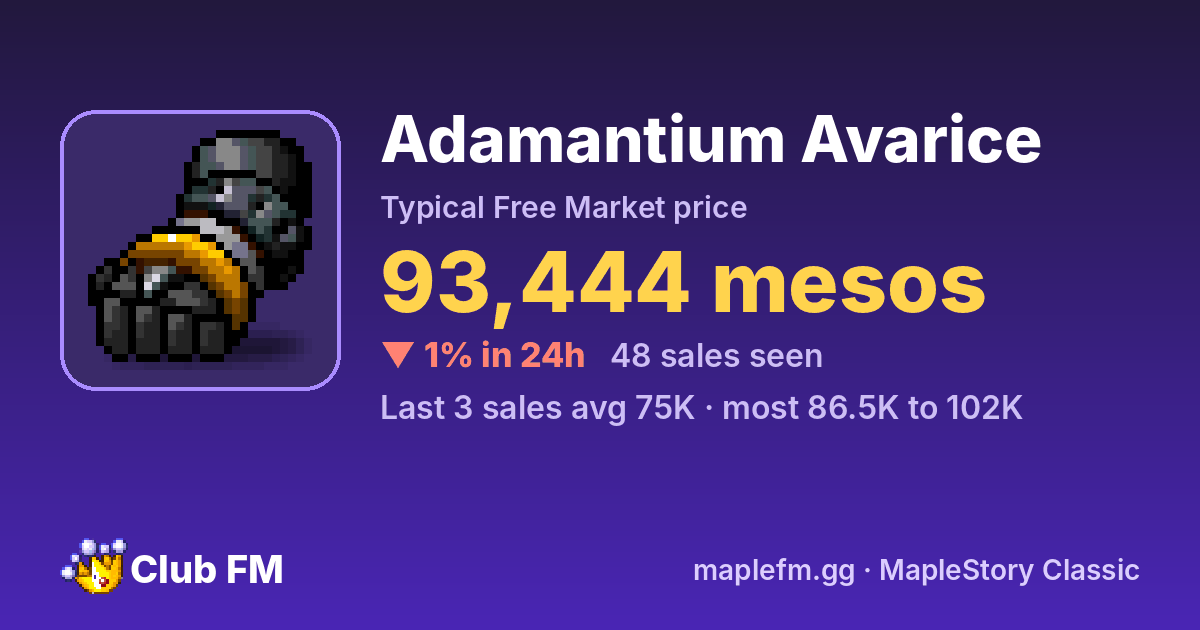 Adamantium Avarice
Typical Free Market price
93,444 mesos
▼ 1% in 24h 48 sales seen
Last 3 sales avg 75K · most 86.5K to 102K
Club FM
maplefm.gg · MapleStory Classic